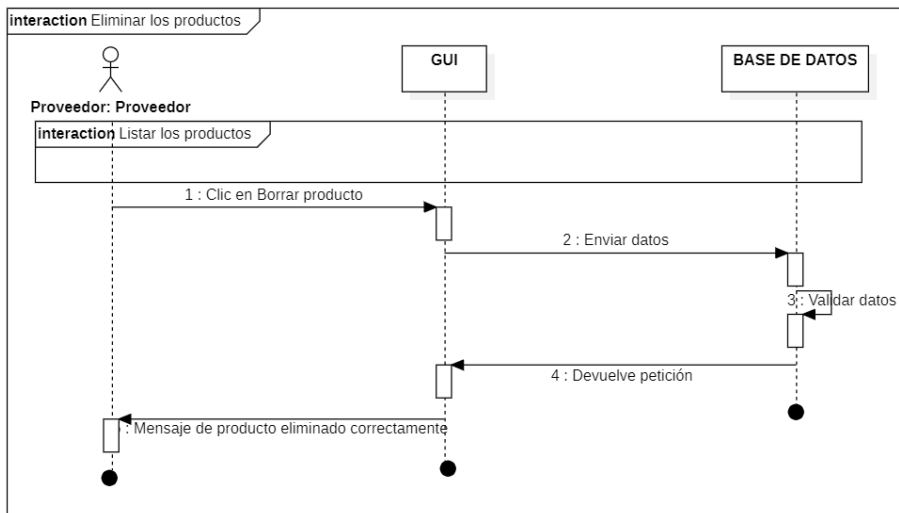 interaction Eliminar los productos
GUI
BASE DE DATOS
Proveedor: Proveedor
interaction Listar los productos
1 : Clic en Borrar producto
2 : Enviar datos
3 : Validar datos
4 : Devuelve petición
: Mensaje de producto eliminado correctamente